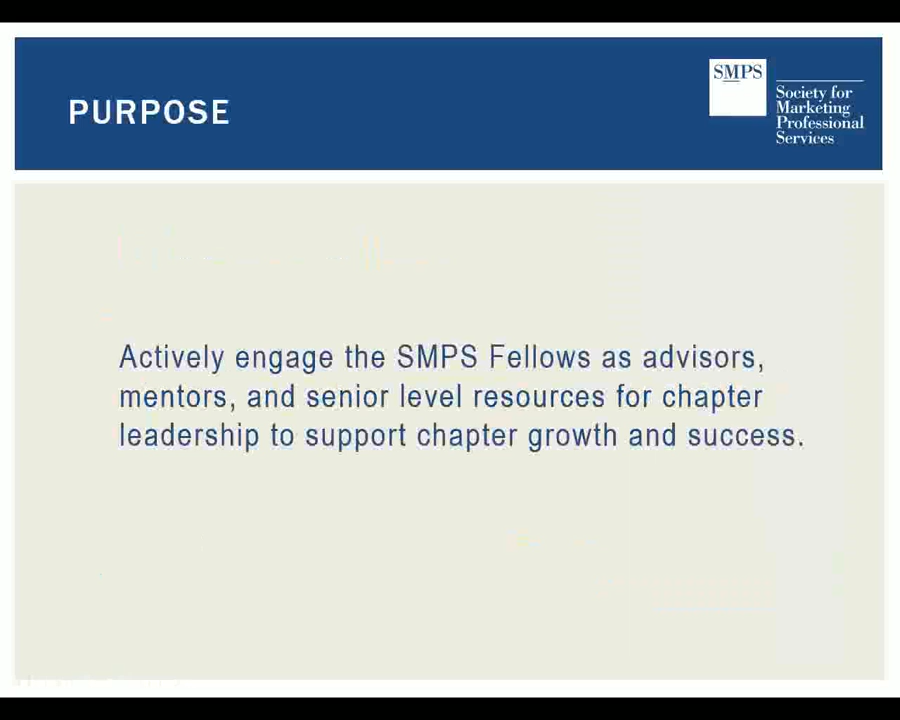 PURPOSE
SMPS
Society for
Marketing
Professional
Services
Actively engage the SMPS Fellows as advisors,
mentors, and senior level resources for chapter
leadership to support chapter growth and success.